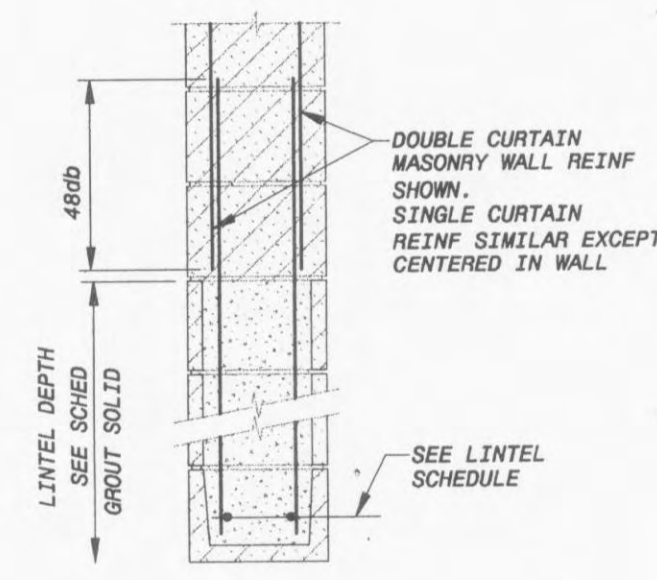 48db
DOUBLE CURTAIN
MASONRY WALL REINF
SHOWN.
SINGLE CURTAIN
REINF SIMILAR EXCEPT
CENTERED IN WALL
LINTEL DEPTH
SEE SCHED
GROUT SOLID
SEE LINTEL
SCHEDULE